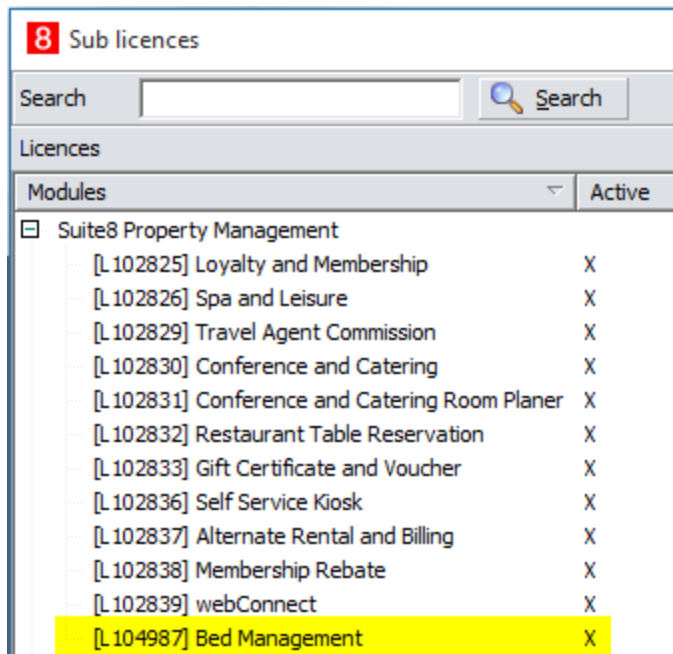 8 Sub licences
Search Search
Licences
Modules Active
Suite8 Property Management
[L102825] Loyalty and Membership X
[L102826] Spa and Leisure X
[L102829] Travel Agent Commission X
[L102830] Conference and Catering X
[L102831] Conference and Catering Room Planer X
[L102832] Restaurant Table Reservation X
[L102833] Gift Certificate and Voucher X
[L102836] Self Service Kiosk X
[L102837] Alternate Rental and Billing X
[L102838] Membership Rebate X
[L102839] webConnect X
[L104987] Bed Management X